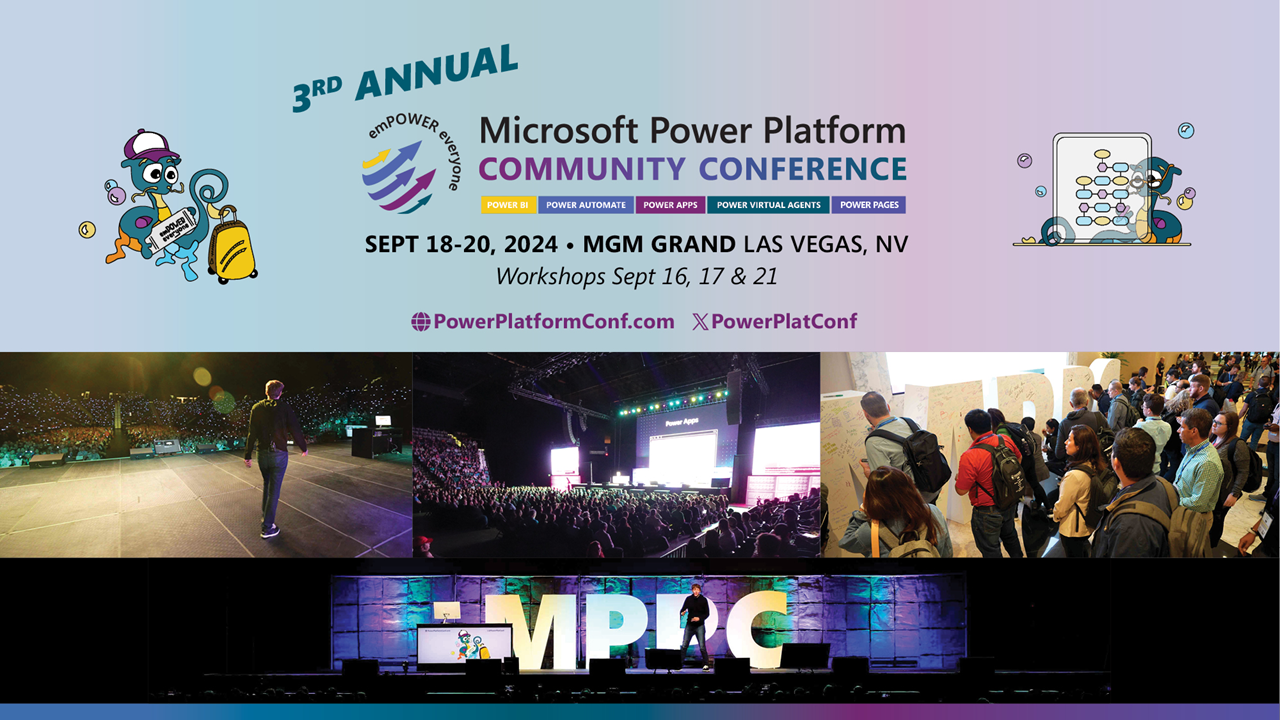 3RD ANNUAL
emPOWER everyone
Microsoft Power Platform
COMMUNITY CONFERENCE
POWER BI POWER AUTOMATE POWER APPS POWER VIRTUAL AGENTS POWER PAGES
SEPT 18-20, 2024 • MGM GRAND LAS VEGAS, NV
Workshops Sept 16, 17 & 21
PowerPlatformConf.com XPowerPlatConf
Power Apps
MPPC